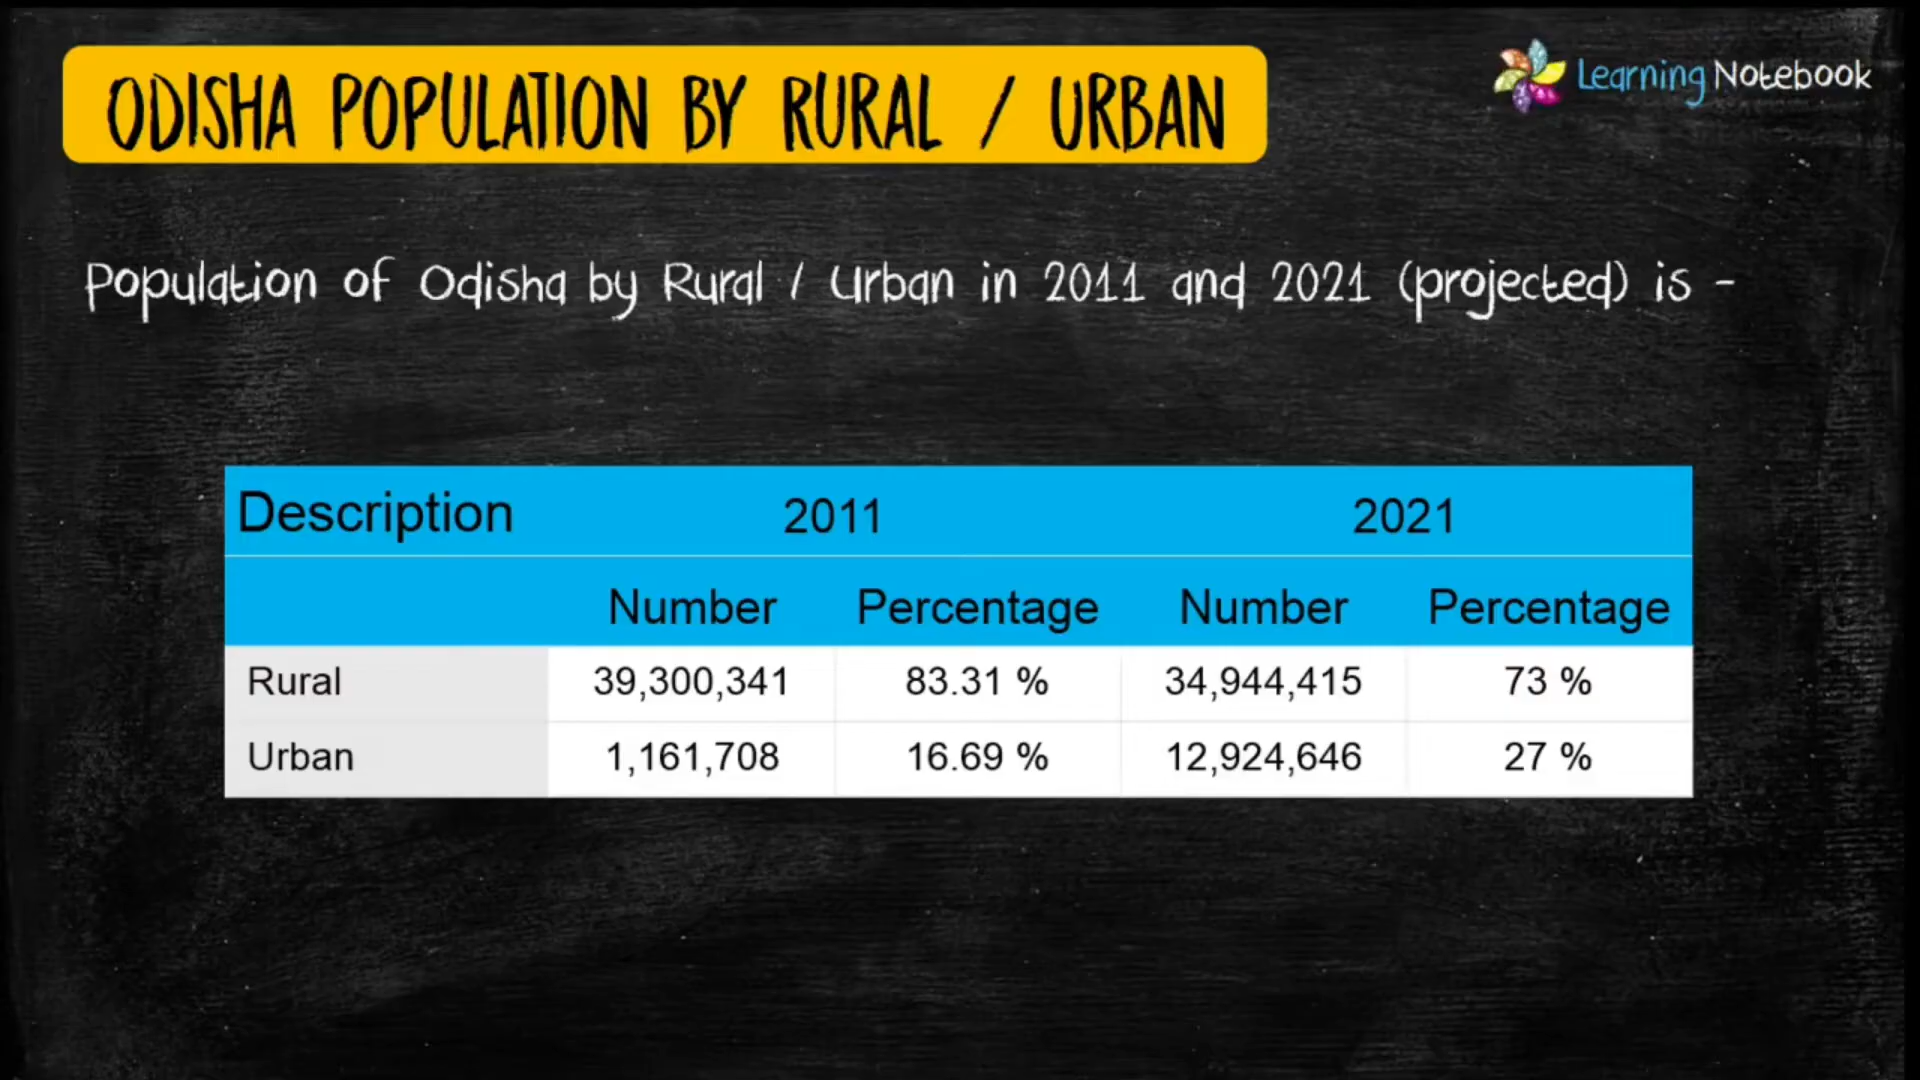 ODISHA POPULATION BY RURAL / URBAN
Learning Notebook
Population of Odisha by Rural / Urban in 2011 and 2021 (projected) is -
Description 2011 2021
Number Percentage Number Percentage
Rural 39,300,341 83.31 % 34,944,415 73 %
Urban 1,161,708 16.69 % 12,924,646 27 %